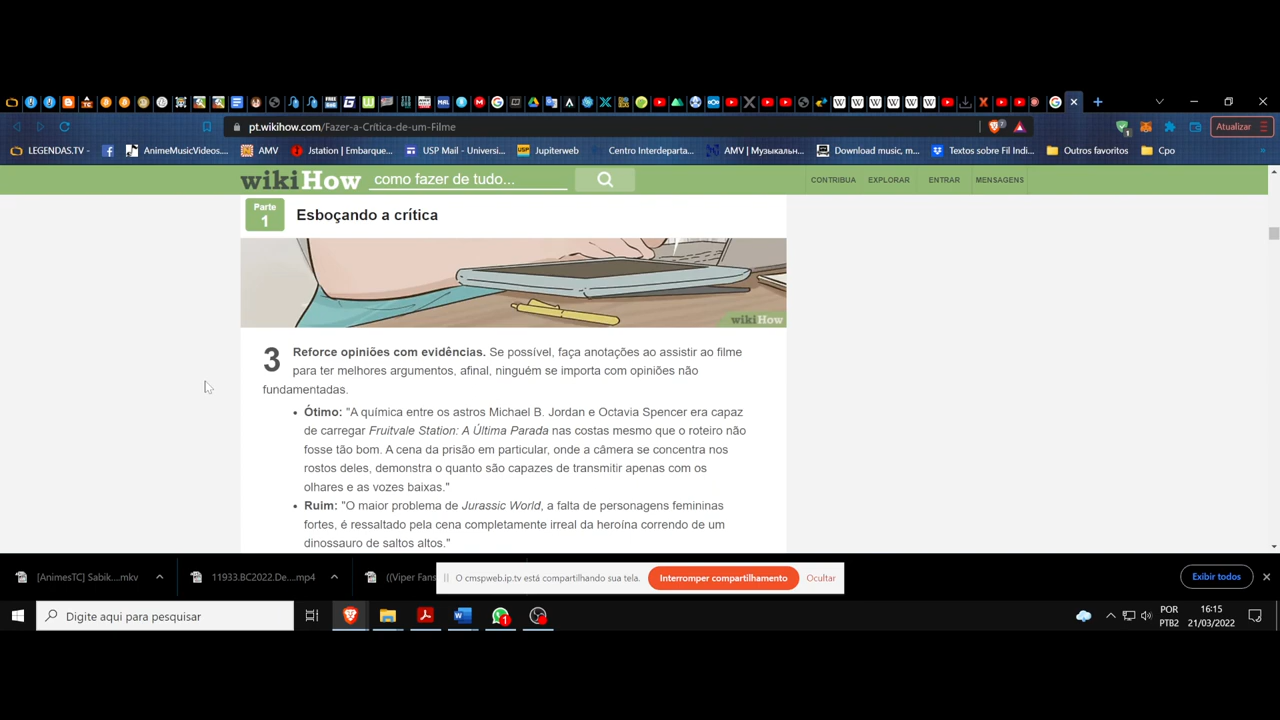 pt.wikihow.com/Fazer-a-Crítica-de-um-Filme
7
1
Atualizar
LEGENDAS.TV -
AnimeMusicVideos...
AMV
Jstation | Embarque...
USP Mail - Universi...
Jupiterweb
Centro Interdeparta...
AMV | Музыкальн...
Download music, m...
Textos sobre Fil Indi...
Outros favoritos
Cpo
wikiHow
como fazer de tudo...
CONTRIBUA
EXPLORAR
ENTRAR
MENSAGENS
Parte
1
Esboçando a crítica
wikiHow
3
Reforce opiniões com evidências. Se possível, faça anotações ao assistir ao filme
para ter melhores argumentos, afinal, ninguém se importa com opiniões não
fundamentadas.
• Ótimo: "A química entre os astros Michael B. Jordan e Octavia Spencer era capaz
de carregar Fruitvale Station: A Última Parada nas costas mesmo que o roteiro não
fosse tão bom. A cena da prisão em particular, onde a câmera se concentra nos
rostos deles, demonstra o quanto são capazes de transmitir apenas com os
olhares e as vozes baixas."
• Ruim: "O maior problema de Jurassic World, a falta de personagens femininas
fortes, é ressaltado pela cena completamente irreal da heroína correndo de um
dinossauro de saltos altos."
[AnimesTC] Sabik....mkv
11933.BC2022.De....mp4
((Viper Fans
O cmspweb.ip.tv está compartilhando sua tela.
Interromper compartilhamento
Ocultar
Exibir todos
Digite aqui para pesquisar
1
POR
PTB2
16:15
21/03/2022